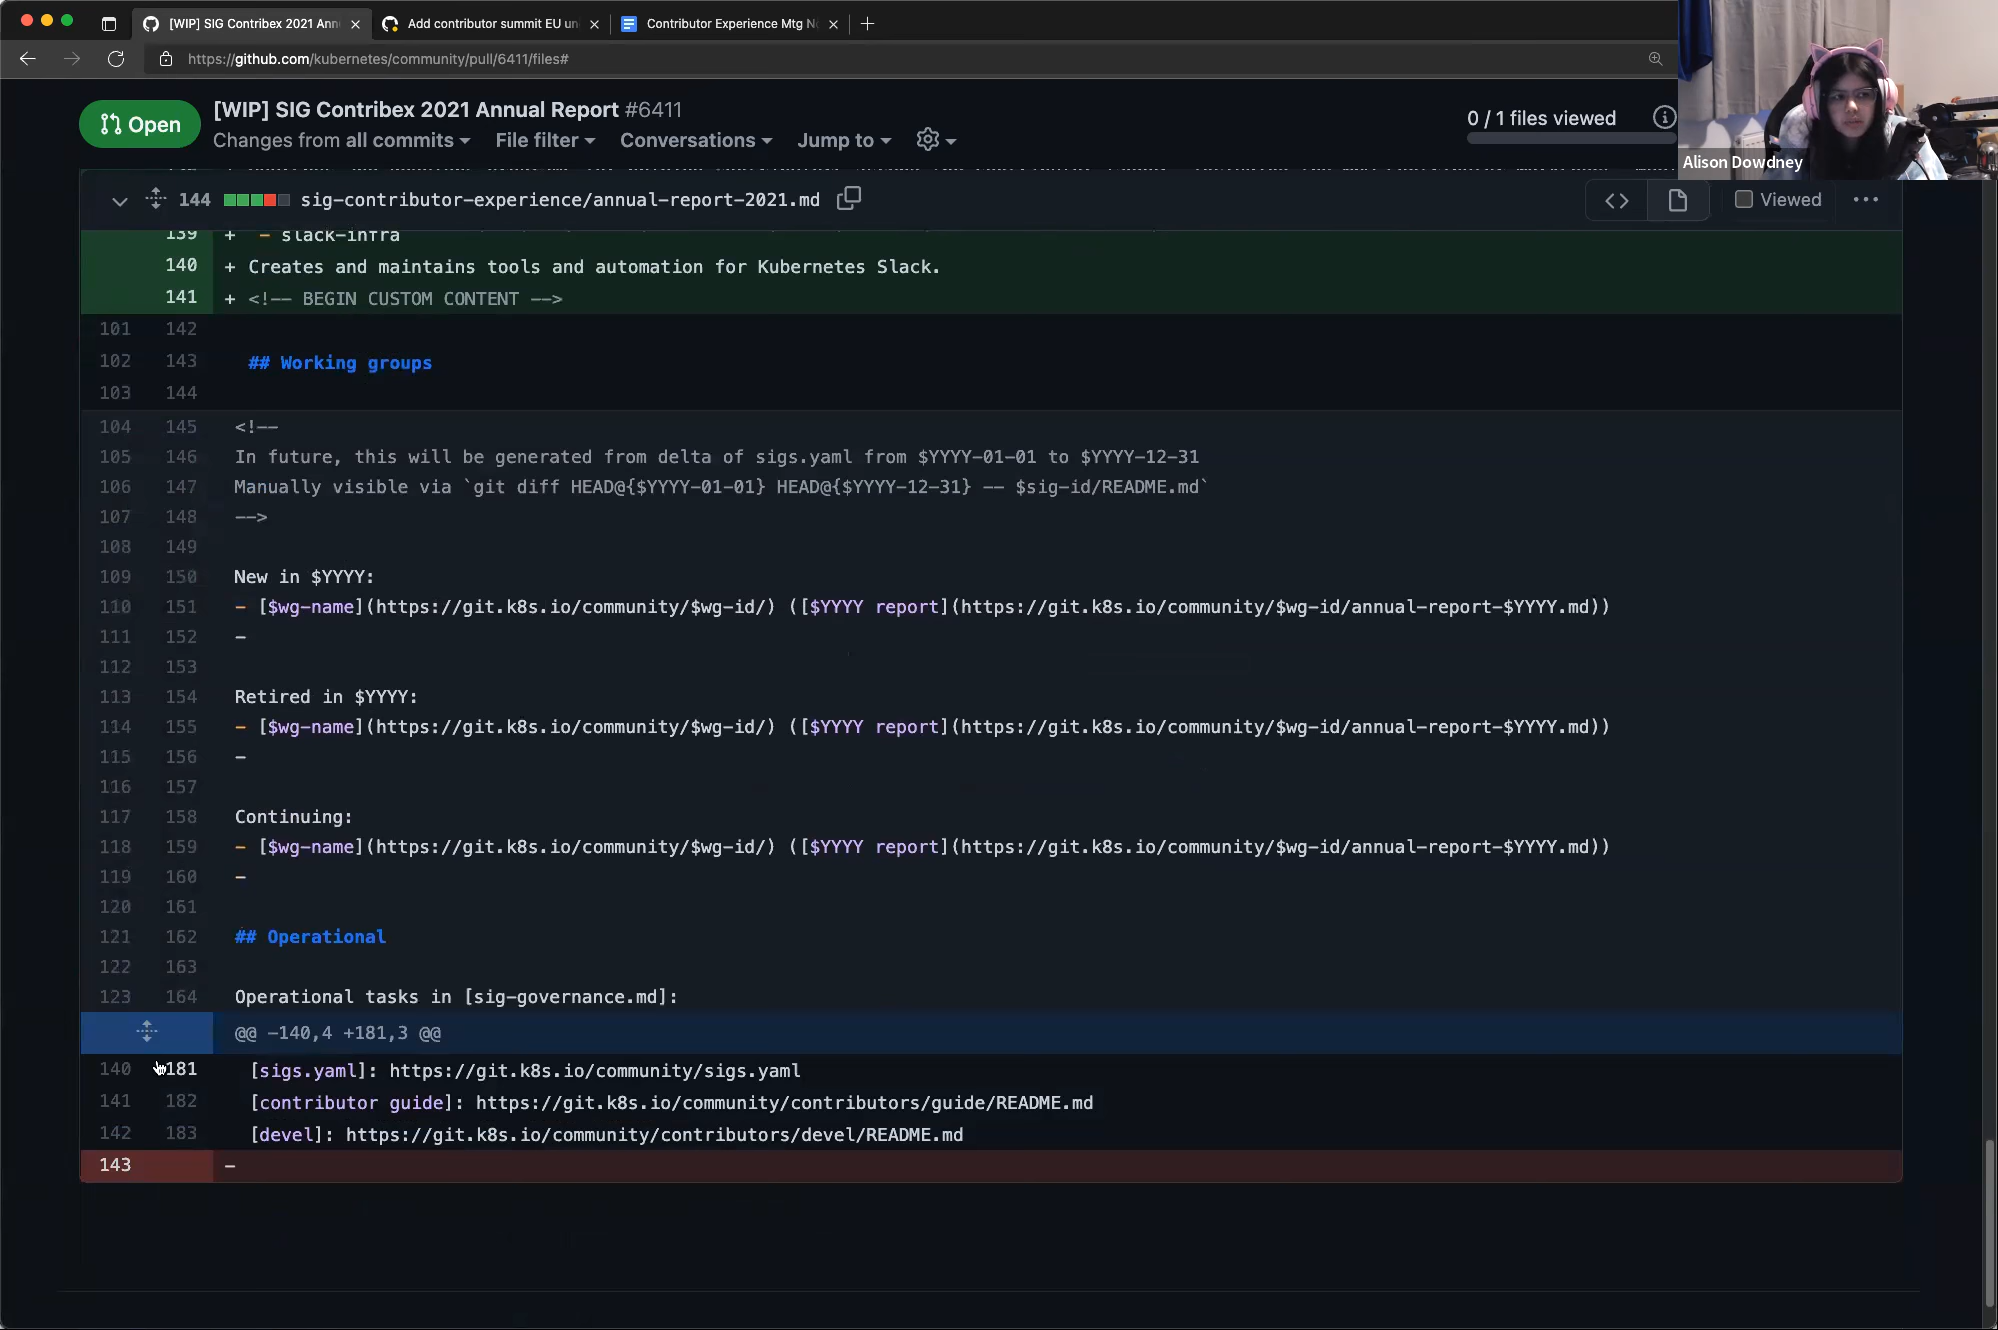 [WIP] SIG Contribex 2021 Ann
Add contributor summit EU un
Contributor Experience Mtg N
https://github.com/kubernetes/community/pull/6411/files#
Open
[WIP] SIG Contribex 2021 Annual Report #6411
0 / 1 files viewed
Changes from all commits
File filter
Conversations
Jump to
Alison Dowdney
144
sig-contributor-experience/annual-report-2021.md
Viewed
139 + - slack-infra
140 + Creates and maintains tools and automation for Kubernetes Slack.
141 + <!-- BEGIN CUSTOM CONTENT -->
101 142
102 143 ## Working groups
103 144
104 145 <!--
105 146 In future, this will be generated from delta of sigs.yaml from $YYYY-01-01 to $YYYY-12-31
106 147 Manually visible via `git diff HEAD@{$YYYY-01-01} HEAD@{$YYYY-12-31} -- $sig-id/README.md`
107 148 -->
108 149
109 150 New in $YYYY:
110 151 - [$wg-name](https://git.k8s.io/community/$wg-id/) ([$YYYY report](https://git.k8s.io/community/$wg-id/annual-report-$YYYY.md))
111 152 -
112 153
113 154 Retired in $YYYY:
114 155 - [$wg-name](https://git.k8s.io/community/$wg-id/) ([$YYYY report](https://git.k8s.io/community/$wg-id/annual-report-$YYYY.md))
115 156 -
116 157
117 158 Continuing:
118 159 - [$wg-name](https://git.k8s.io/community/$wg-id/) ([$YYYY report](https://git.k8s.io/community/$wg-id/annual-report-$YYYY.md))
119 160 -
120 161
121 162 ## Operational
122 163
123 164 Operational tasks in [sig-governance.md]:
@@ -140,4 +181,3 @@
140 181 [sigs.yaml]: https://git.k8s.io/community/sigs.yaml
141 182 [contributor guide]: https://git.k8s.io/community/contributors/guide/README.md
142 183 [devel]: https://git.k8s.io/community/contributors/devel/README.md
143 -